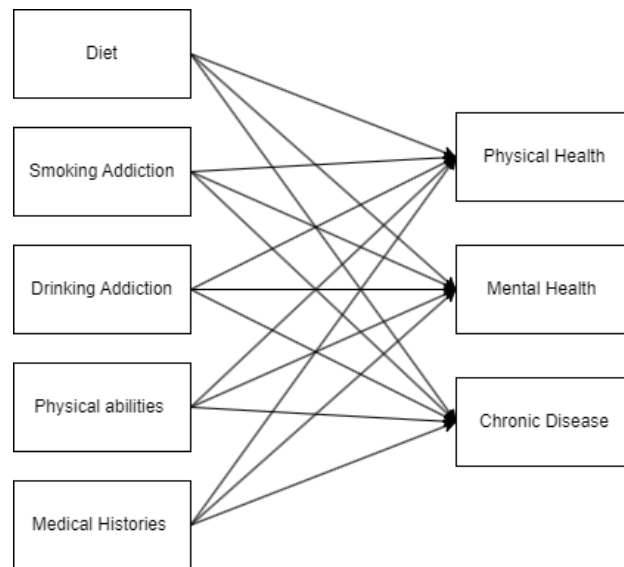 Diet
Smoking Addiction
Drinking Addiction
Physical abilities
Medical Histories
Physical Health
Mental Health
Chronic Disease